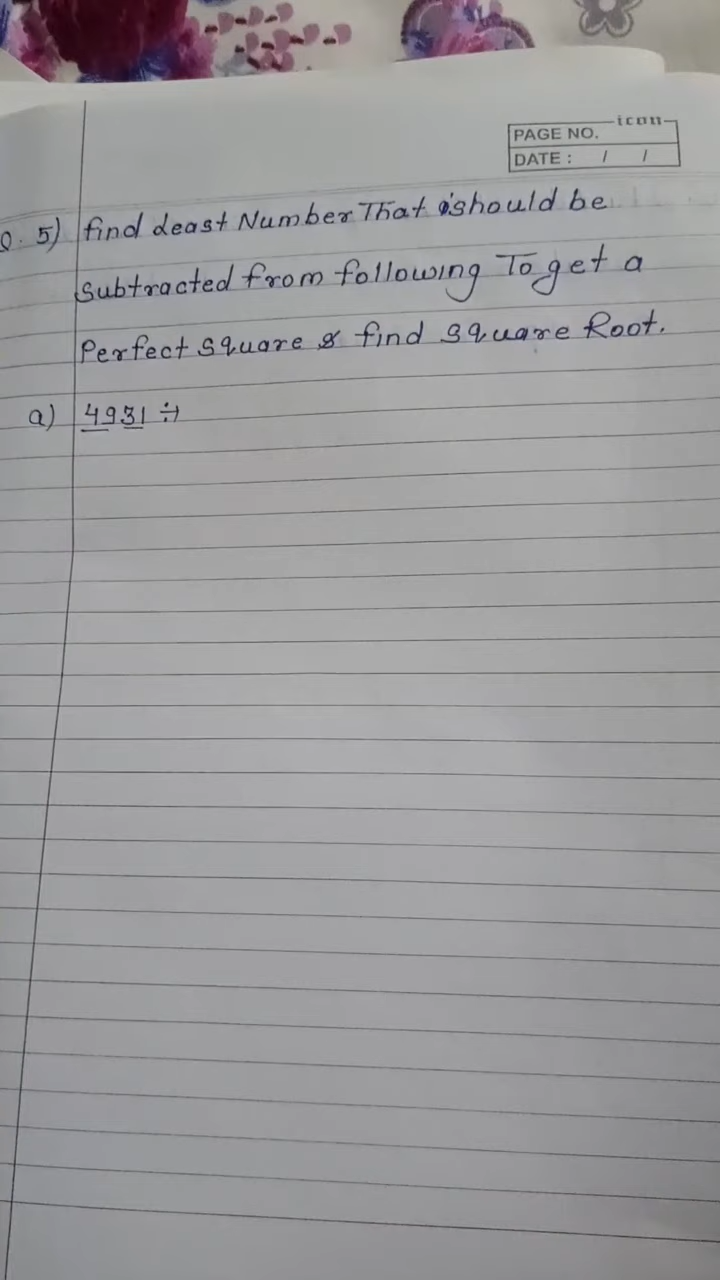 icon
PAGE NO.
DATE : / /
Q. 5) find least Number That should be
Subtracted from following To get a
Perfect Square & find square Root.
a) 4931 ÷